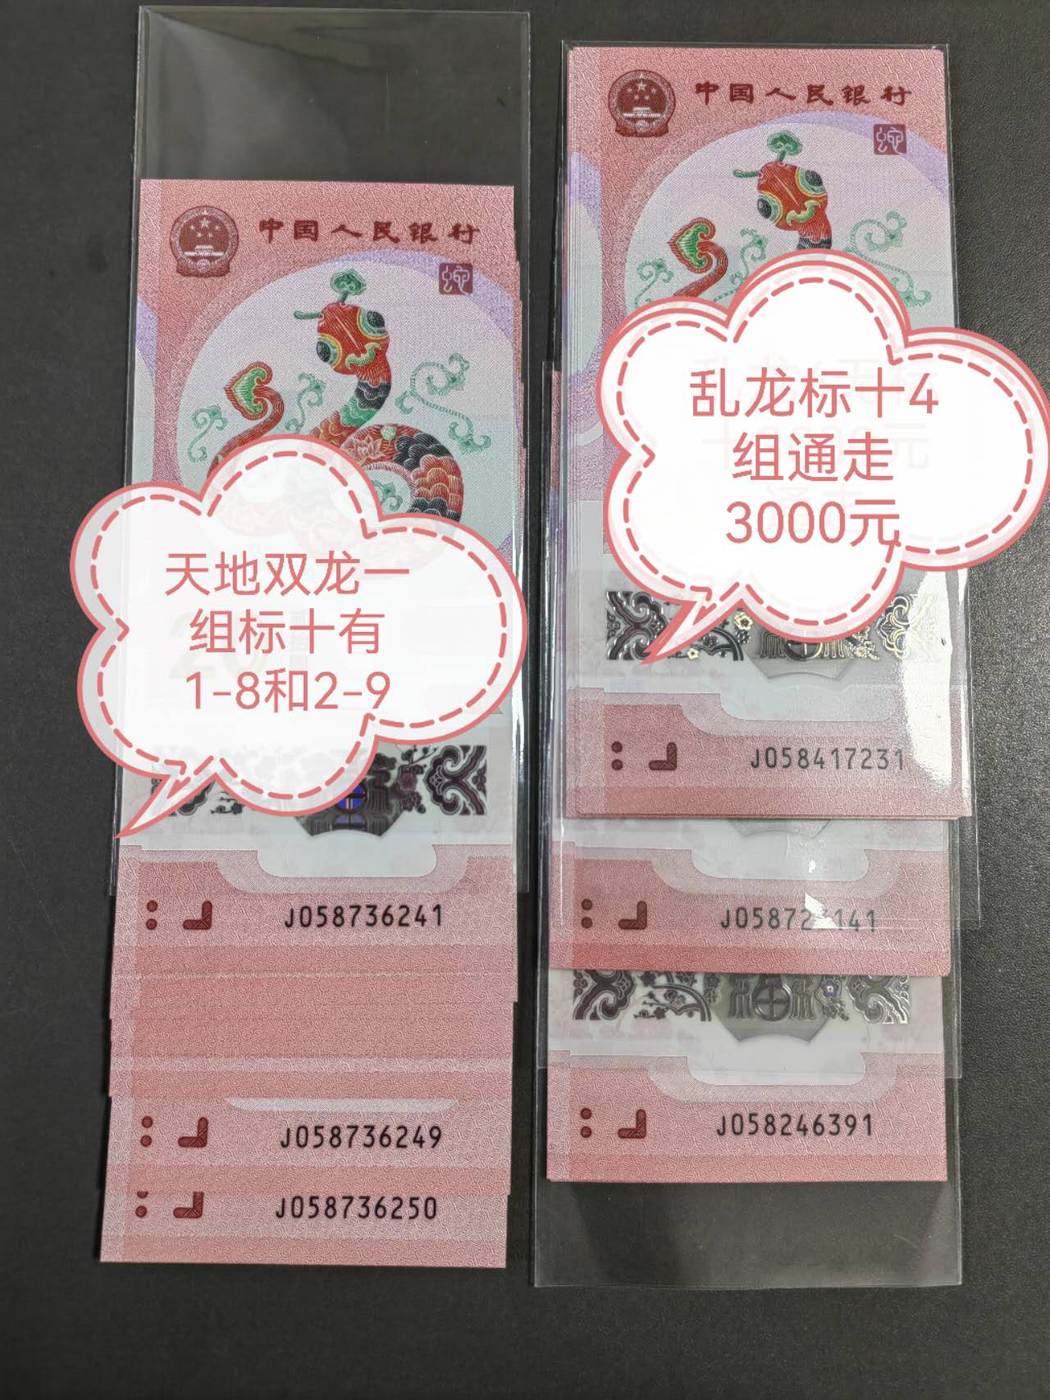 中国人民银行
天地双龙一
组标十有
1-8和2-9
J058736241
J058736249
J058736250
中国人民银行
乱龙标十4
组通走
3000元
J058417231
J058246391